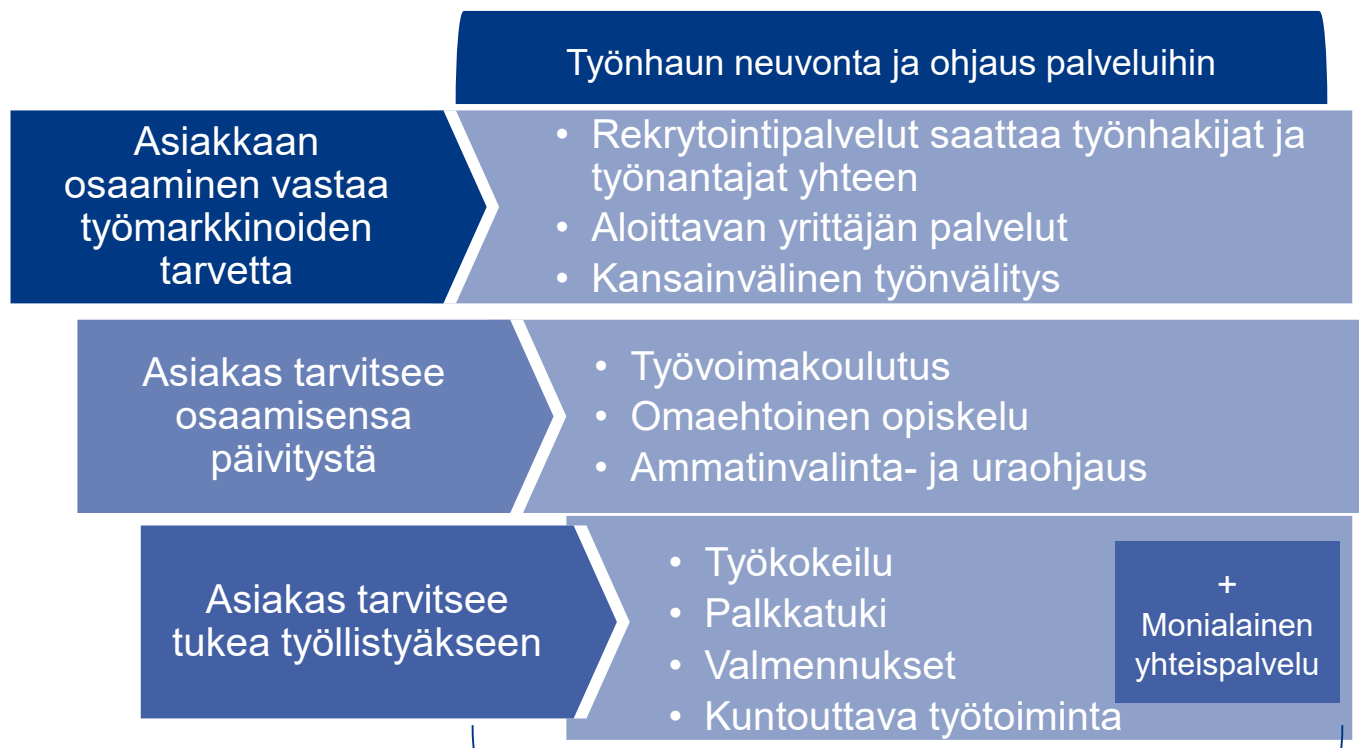 Työnhaun neuvonta ja ohjaus palveluihin
Asiakkaan
osaaminen vastaa
työmarkkinoiden
tarvetta
• Rekrytointipalvelut saattaa työnhakijat ja
työnantajat yhteen
• Aloittavan yrittäjän palvelut
• Kansainvälinen työnvälitys
Asiakas tarvitsee
osaamisensa
päivitystä
• Työvoimakoulutus
• Omaehtoinen opiskelu
• Ammatinvalinta- ja uraohjaus
Asiakas tarvitsee
tukea työllistyäkseen
• Työkokeilu
• Palkkatuki
• Valmennukset
• Kuntouttava työtoiminta
+
Monialainen
yhteispalvelu